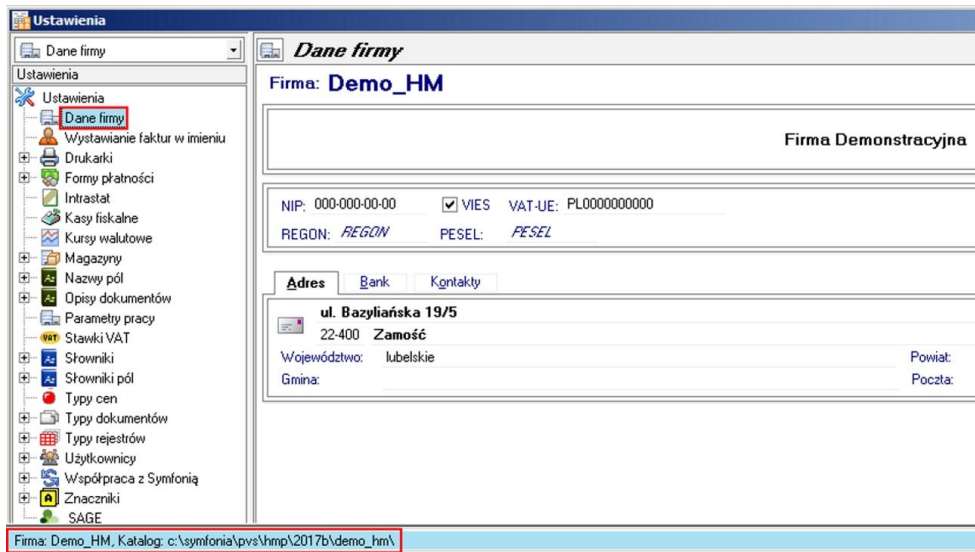 Ustawienia
Dane firmy
Ustawienia
Ustawienia
Dane firmy
Wystawianie faktur w imieniu
Drukarki
Formy płatności
Intrastat
Kasy fiskalne
Kursy walutowe
Magazyny
Nazwy pól
Opisy dokumentów
Parametry pracy
VAT Stawki VAT
Słowniki
Słowniki pól
Typy cen
Typy dokumentów
Typy rejestrów
Użytkownicy
Współpraca z Symfonią
Znaczniki
SAGE
Dane firmy
Firma: Demo_HM
Firma Demonstracyjna
NIP: 000-000-00-00 VIES VAT-UE: PL0000000000
REGON: REGON PESEL: PESEL
Adres Bank Kontakty
ul. Bazyliańska 19/5
22-400 Zamość
Województwo: lubelskie Powiat:
Gmina: Poczta:
Firma: Demo_HM, Katalog: c:\symfonia\pvs\hmp\2017b\demo_hm\